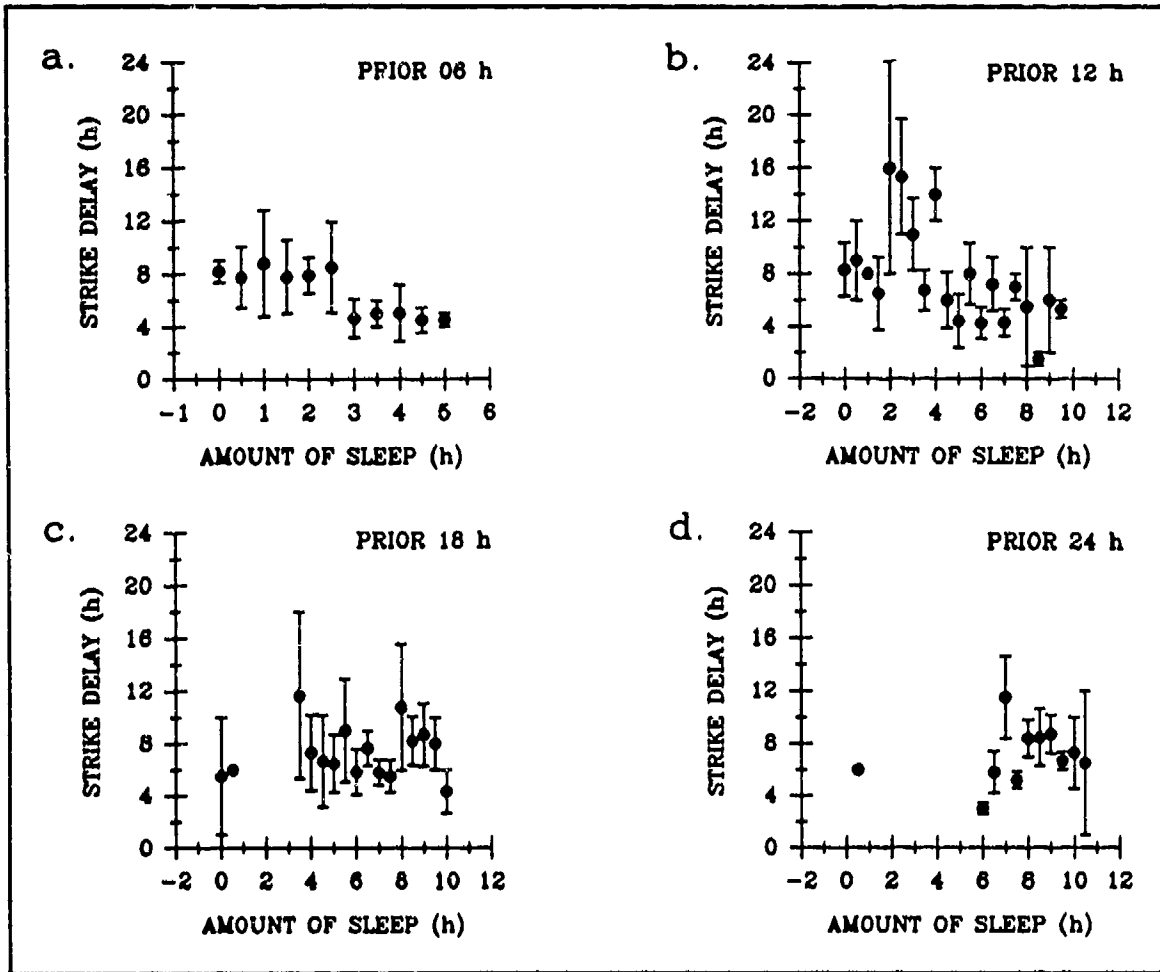 a.
PRIOR 06 h
24
20
16
12
8
4
0
STRIKE DELAY (h)
-1 0 1 2 3 4 5 6
AMOUNT OF SLEEP (h)
b.
PRIOR 12 h
24
20
16
12
8
4
0
STRIKE DELAY (h)
-2 0 2 4 6 8 10 12
AMOUNT OF SLEEP (h)
c.
PRIOR 18 h
24
20
16
12
8
4
0
STRIKE DELAY (h)
-2 0 2 4 6 8 10 12
AMOUNT OF SLEEP (h)
d.
PRIOR 24 h
24
20
16
12
8
4
0
STRIKE DELAY (h)
-2 0 2 4 6 8 10 12
AMOUNT OF SLEEP (h)